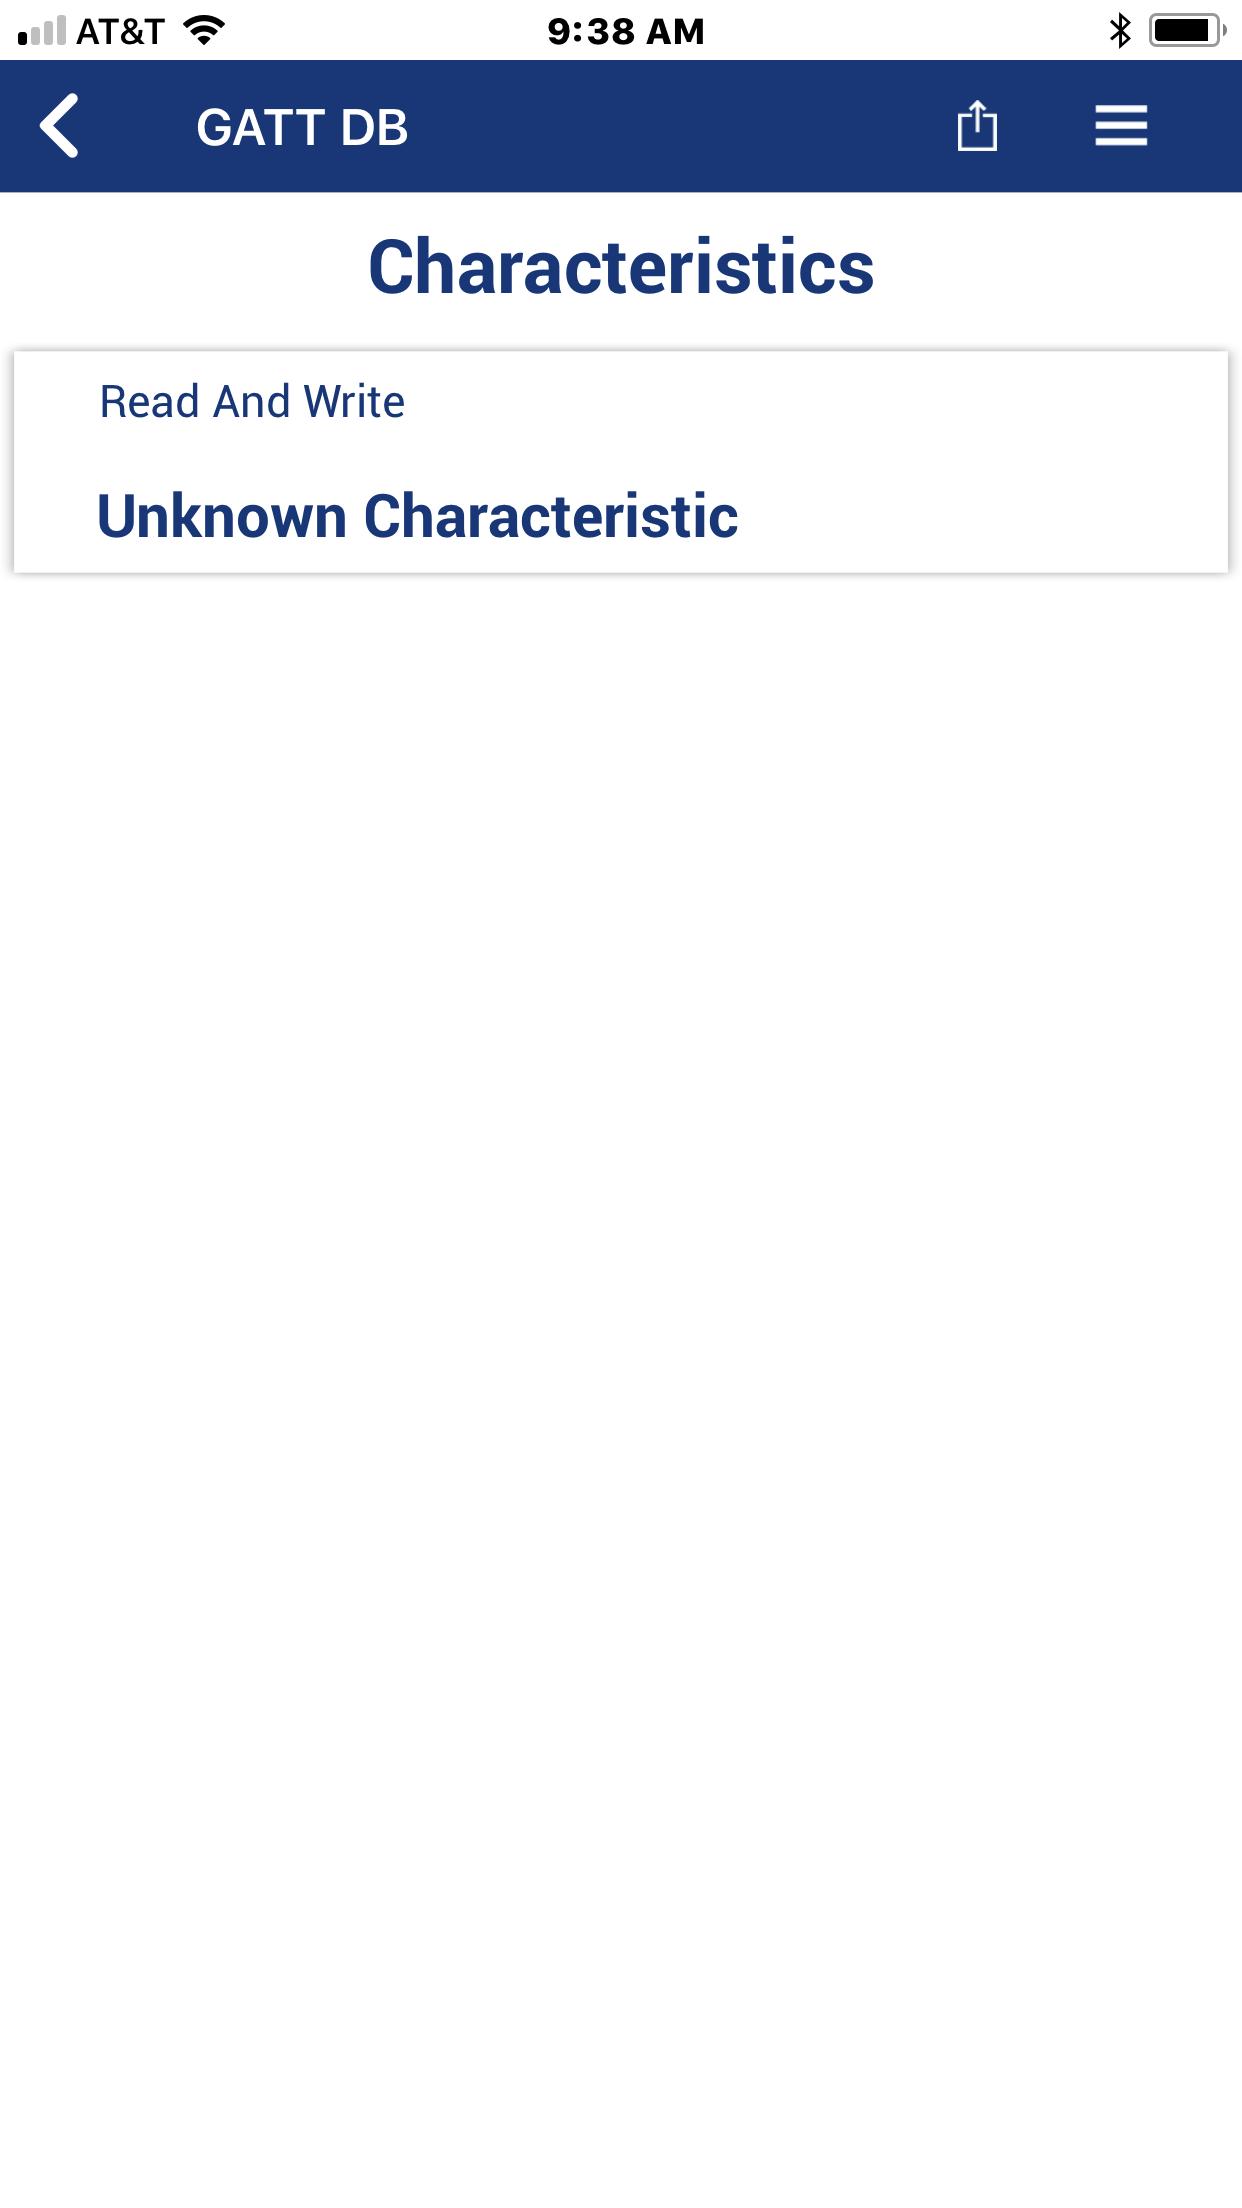 AT&T 9:38 AM
GATT DB
Characteristics
Read And Write
Unknown Characteristic